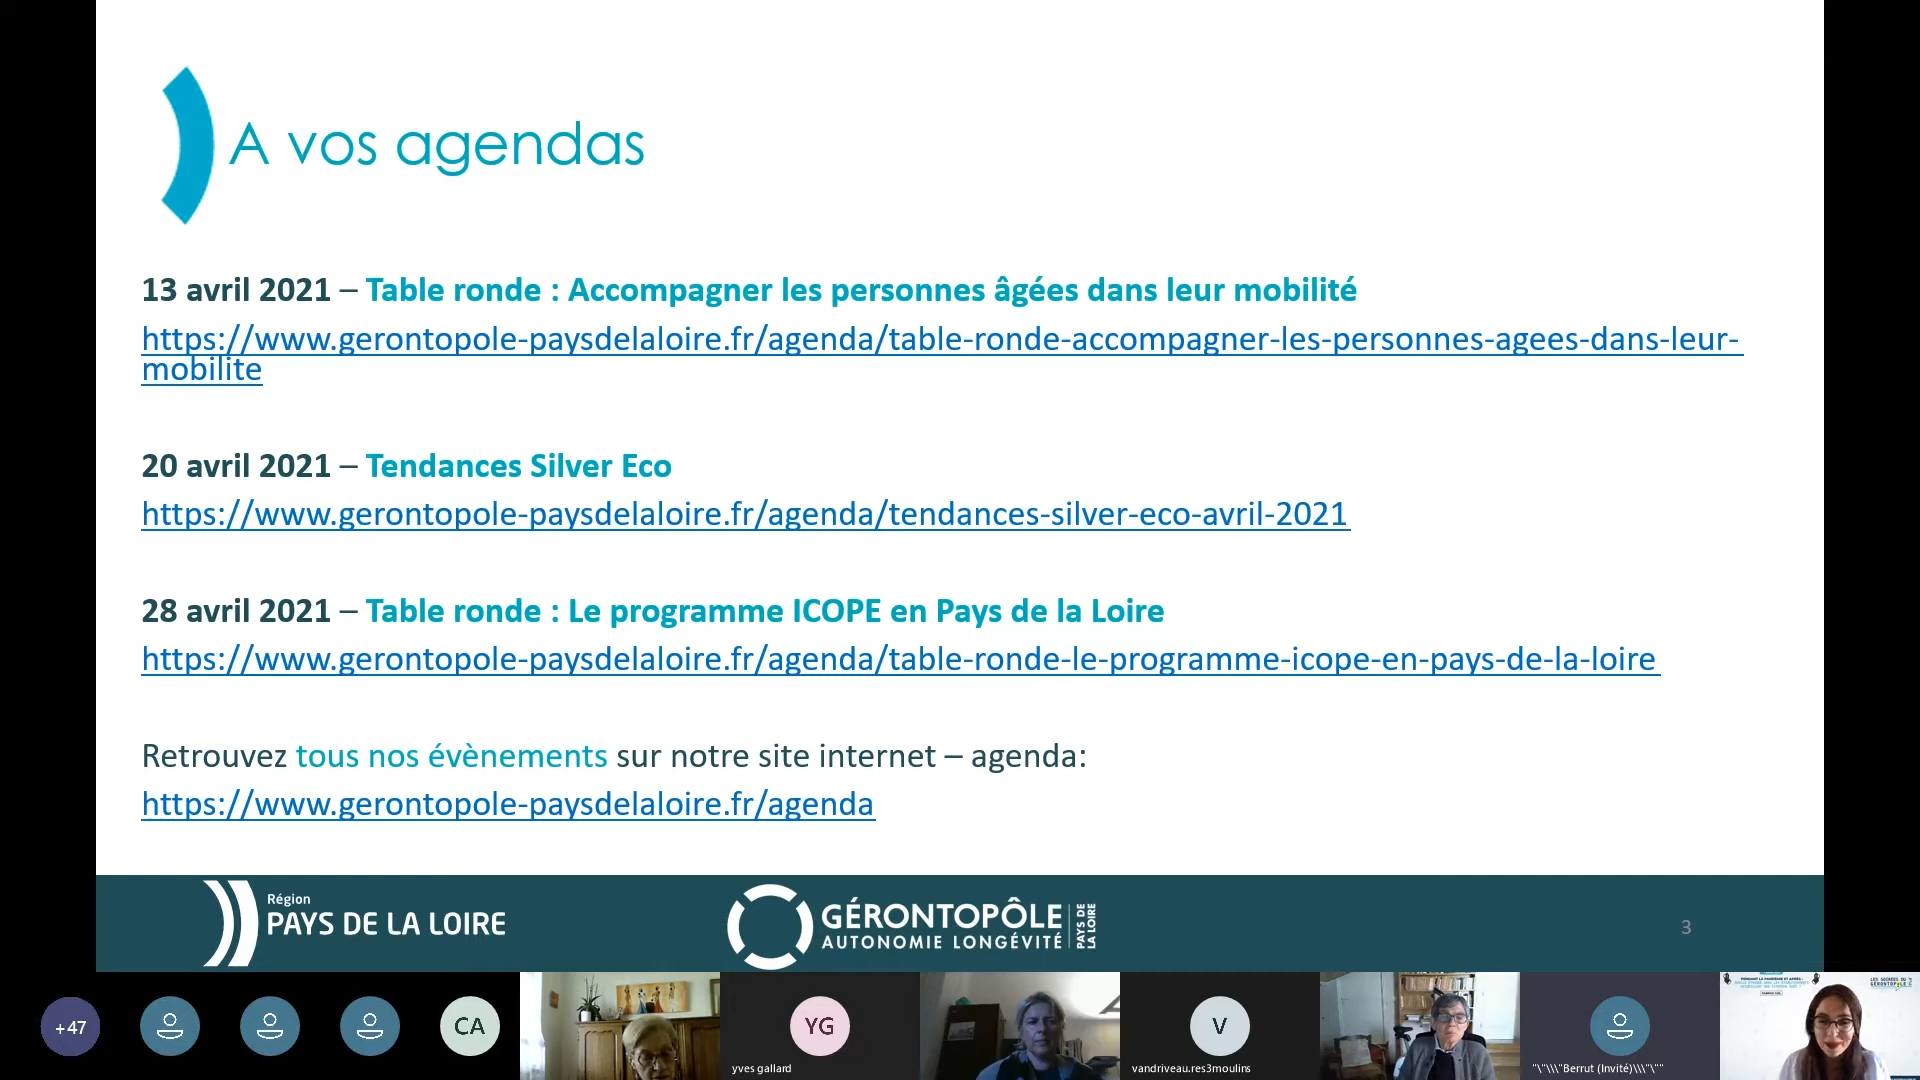 A vos agendas
13 avril 2021 – Table ronde : Accompagner les personnes âgées dans leur mobilité
https://www.gerontopole-paysdelaloire.fr/agenda/table-ronde-accompagner-les-personnes-agees-dans-leur-
mobilite
20 avril 2021 – Tendances Silver Eco
https://www.gerontopole-paysdelaloire.fr/agenda/tendances-silver-eco-avril-2021
28 avril 2021 – Table ronde : Le programme ICOPE en Pays de la Loire
https://www.gerontopole-paysdelaloire.fr/agenda/table-ronde-le-programme-icope-en-pays-de-la-loire
Retrouvez tous nos évènements sur notre site internet – agenda:
https://www.gerontopole-paysdelaloire.fr/agenda
Région
PAYS DE LA LOIRE
GÉRONTOPÔLE
AUTONOMIE LONGÉVITÉ
PAYS DE
LA LOIRE
3
+47
CA
YG
yves gallard
V
vandriveau.res3moulins
"\"\\\"Berrut (Invité)\\\"\""